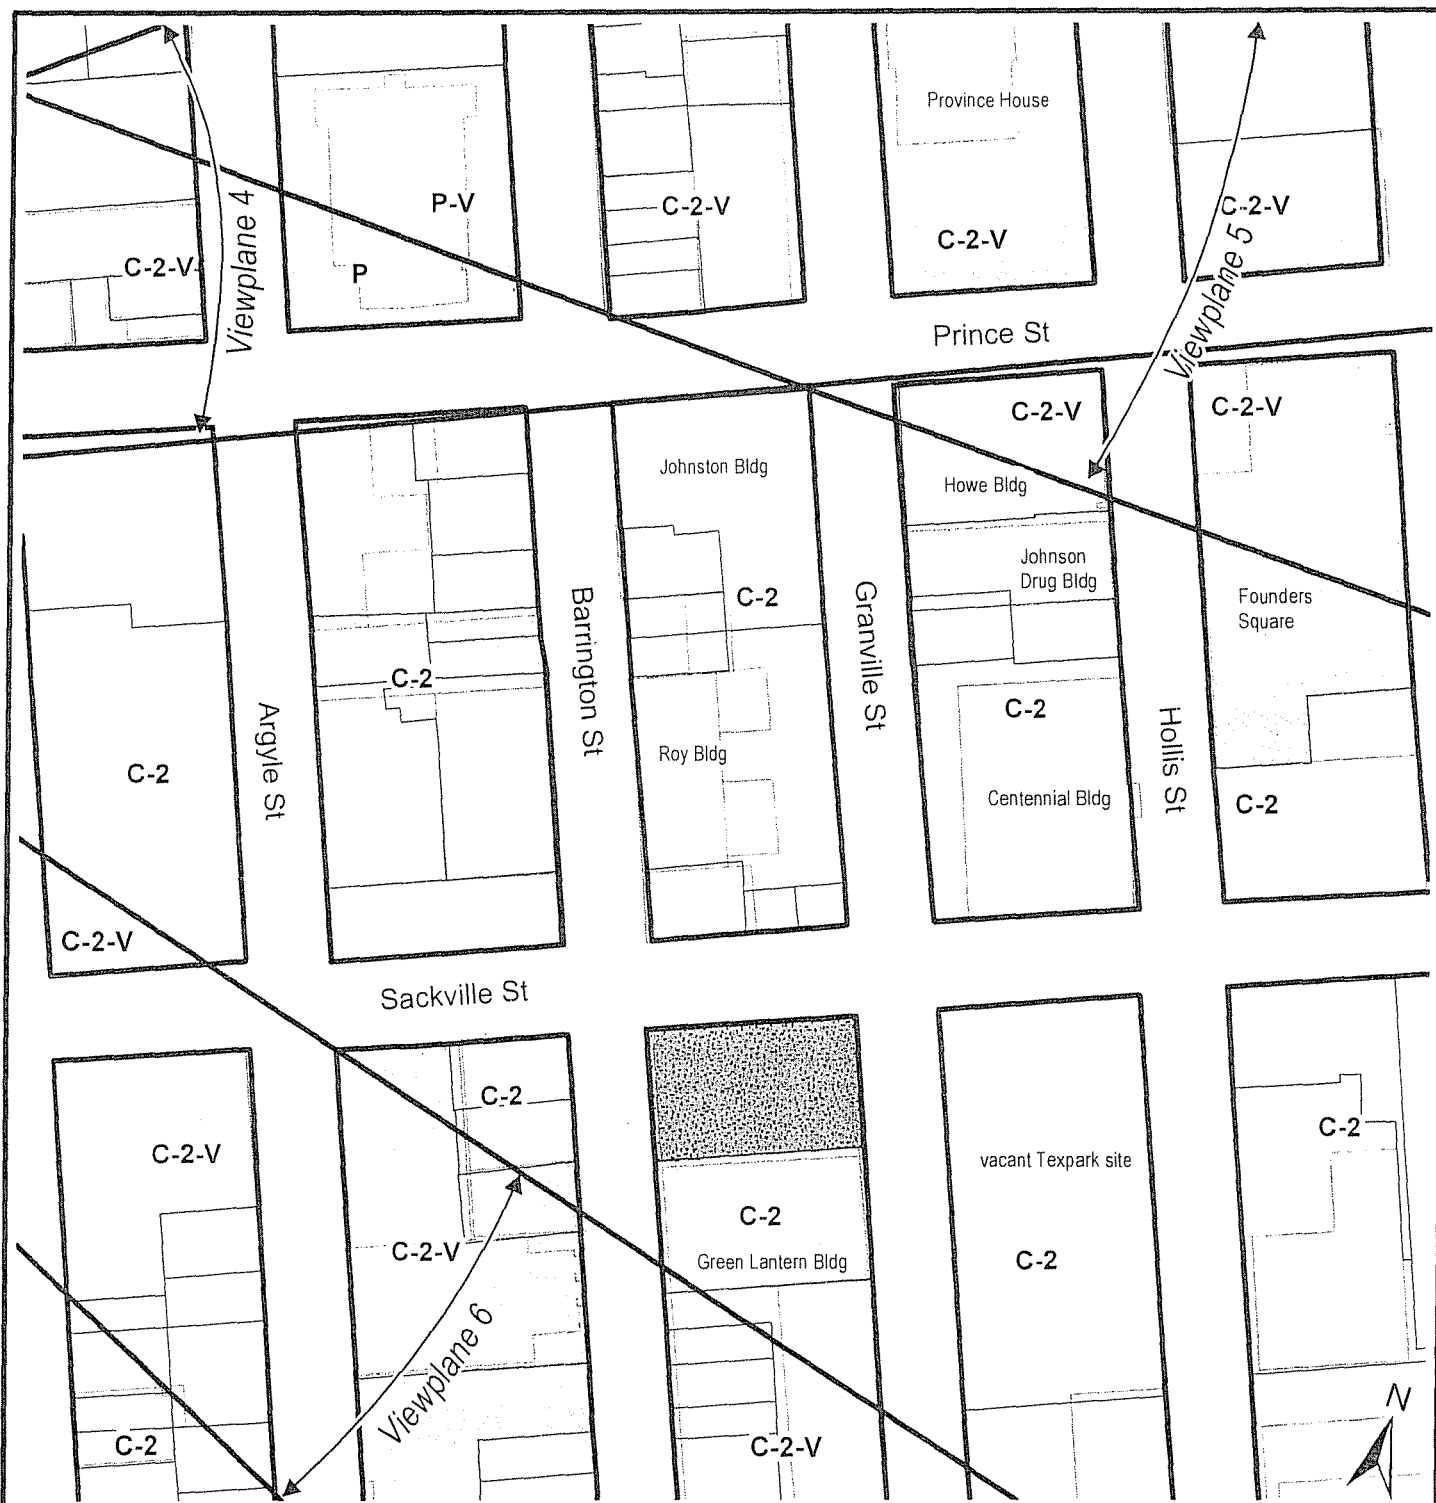 Province House
P-V
C-2-V
C-2-V
C-2-V
C-2-V
P
Viewplane 4
Viewplane 5
Prince St
C-2-V
C-2-V
Johnston Bldg
Howe Bldg
Johnson
Drug Bldg
Founders
Square
C-2
Barrington St
Granville St
C-2
Argyle St
C-2
Hollis St
Roy Bldg
C-2
Centennial Bldg
C-2
C-2-V
Sackville St
C-2
C-2
C-2-V
vacant Texpark site
C-2
C-2-V
Green Lantern Bldg
C-2
Viewplane 6
C-2
C-2-V
N